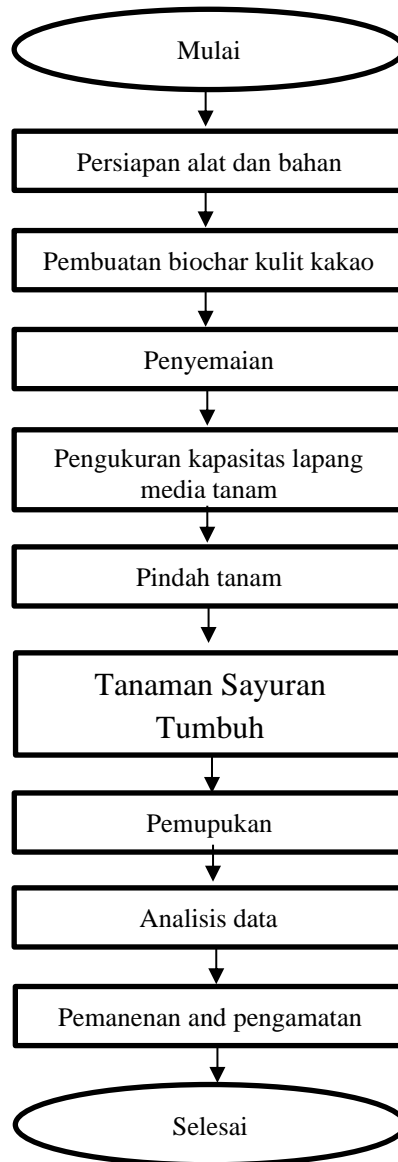 Mulai
Persiapan alat dan bahan
Pembuatan biochar kulit kakao
Penyemaian
Pengukuran kapasitas lapang
media tanam
Pindah tanam
Tanaman Sayuran
Tumbuh
Pemupukan
Analisis data
Pemanenan and pengamatan
Selesai